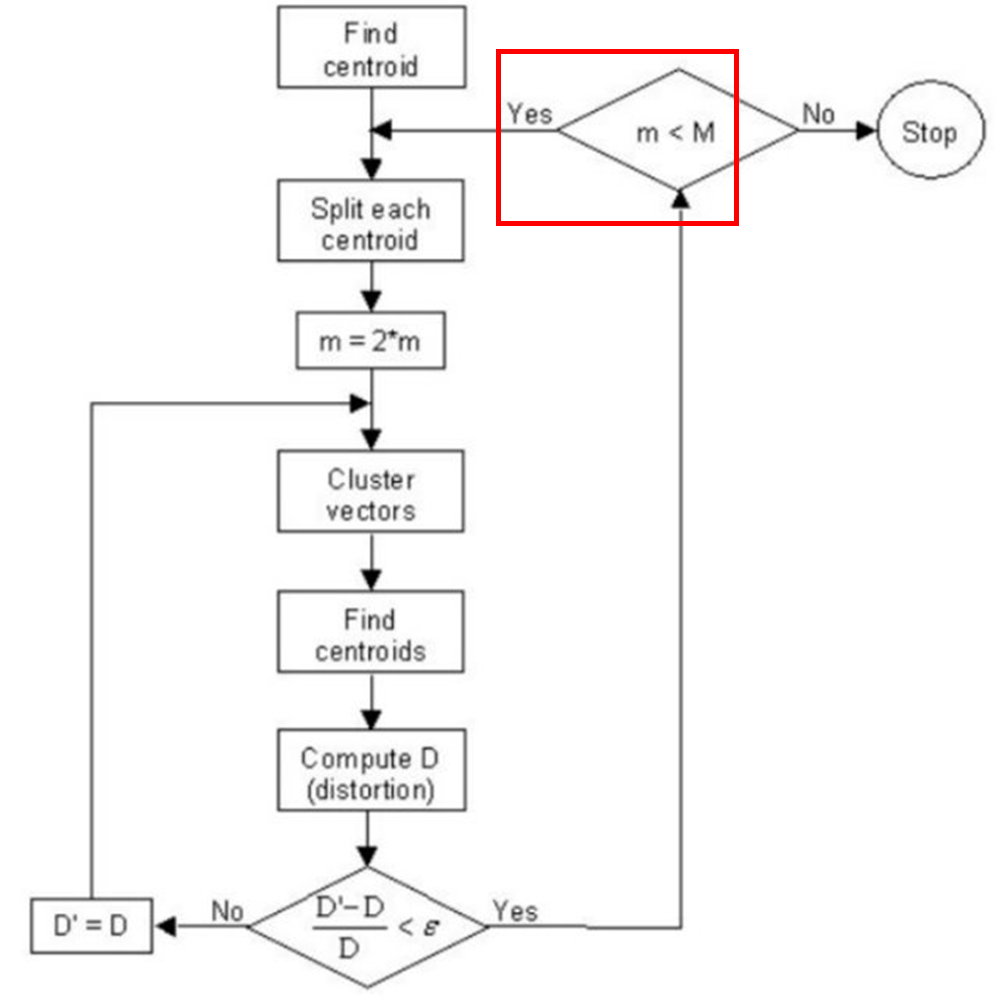 Find
centroid
Yes
m < M
No
Stop
Split each
centroid
m = 2*m
Cluster
vectors
Find
centroids
Compute D
(distortion)
D' = D
No
D'–D
D
< ε
Yes